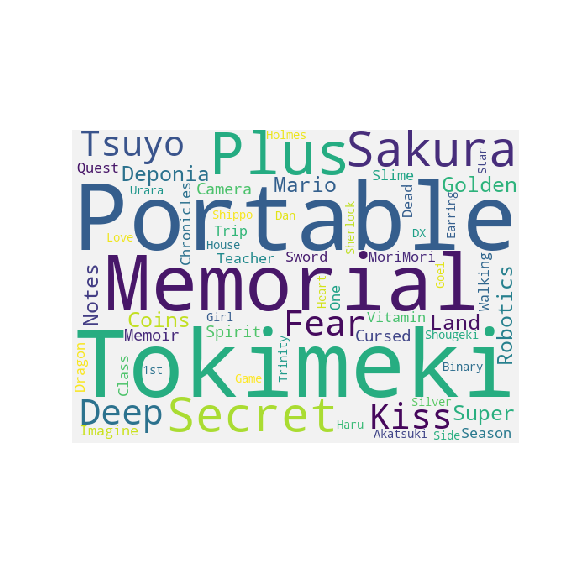 Holmes
Tsuyo
Plus
Sakura
Star
Quest
Deponia
Slime
Urara
Camera
Mario
Dead
Golden
Chronicles
Portable
Earring
Shippo
Dan
Sherlock
Love
Trip
DX
House
Teacher
Sword
MoriMori
Memorial
Goei
Walking
Notes
Heart
One
Robotics
Coins
Girl
Fear
Vitamin
Land
Memoir
Spirit
Cursed
Shougeki
Tokimeki
Trinity
Dragon
Class
1st
Game
Binary
Deep
Secret
Kiss
Silver
Super
Imagine
Haru
Akatsuki
Side
Season